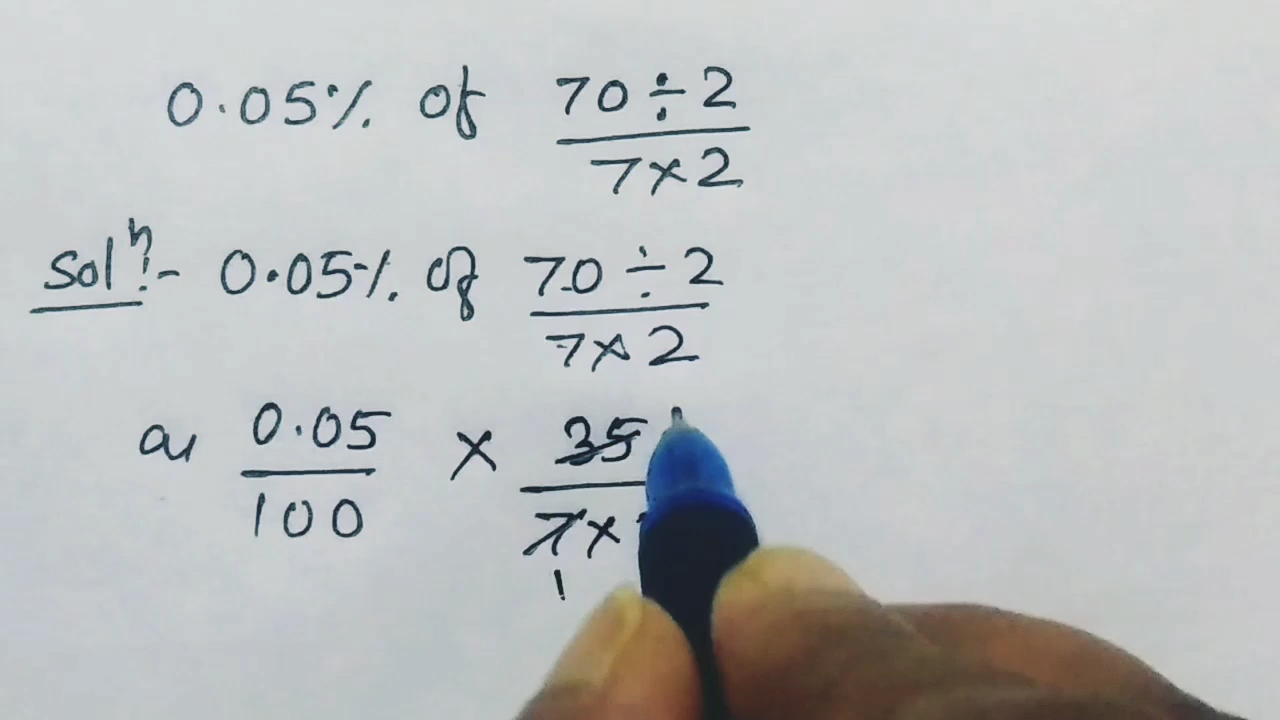 0.05% of 70÷2
7×2
Solⁿ:- 0.05% of 70÷2
7×2
0.05 × 35
100 7×
1